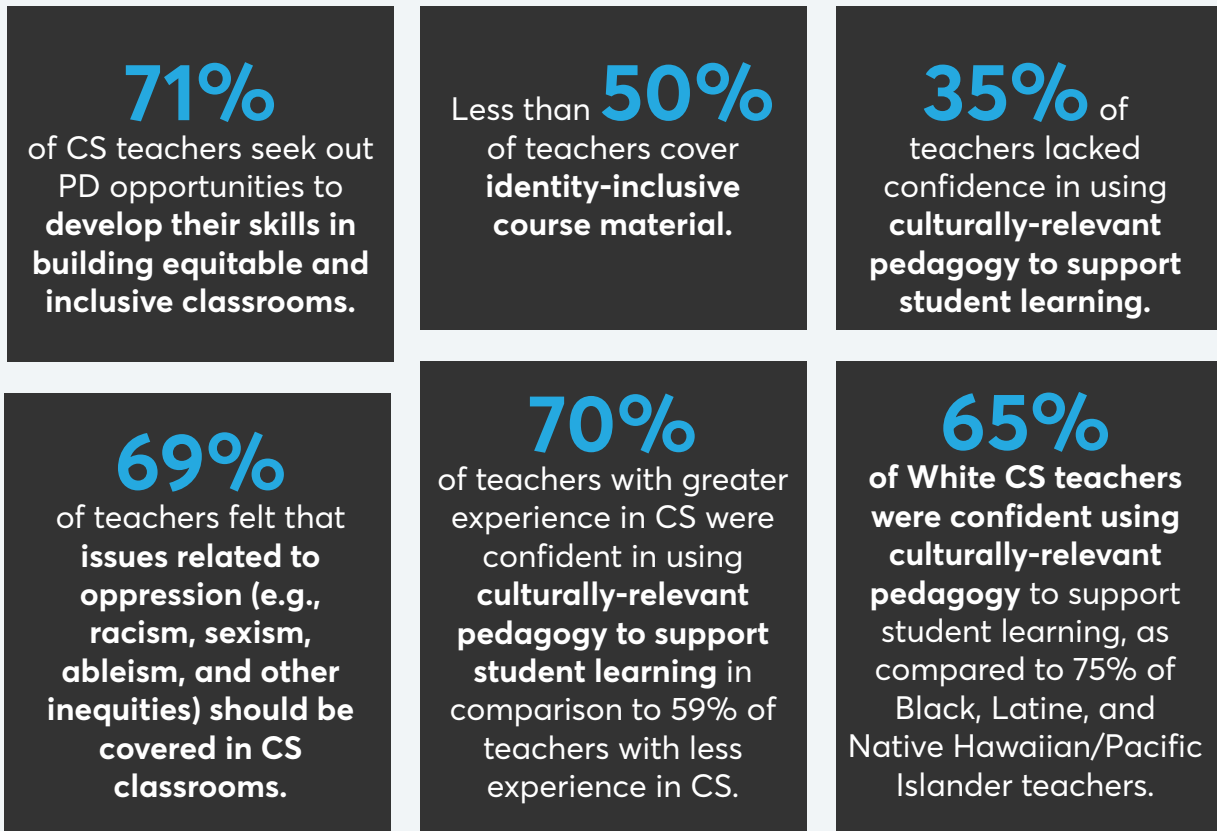 71%
of CS teachers seek out
PD opportunities to
develop their skills in
building equitable and
inclusive classrooms.
Less than 50%
of teachers cover
identity-inclusive
course material.
35% of
teachers lacked
confidence in using
culturally-relevant
pedagogy to support
student learning.
69%
of teachers felt that
issues related to
oppression (e.g.,
racism, sexism,
ableism, and other
inequities) should be
covered in CS
classrooms.
70%
of teachers with greater
experience in CS were
confident in using
culturally-relevant
pedagogy to support
student learning in
comparison to 59% of
teachers with less
experience in CS.
65%
of White CS teachers
were confident using
culturally-relevant
pedagogy to support
student learning, as
compared to 75% of
Black, Latine, and
Native Hawaiian/Pacific
Islander teachers.